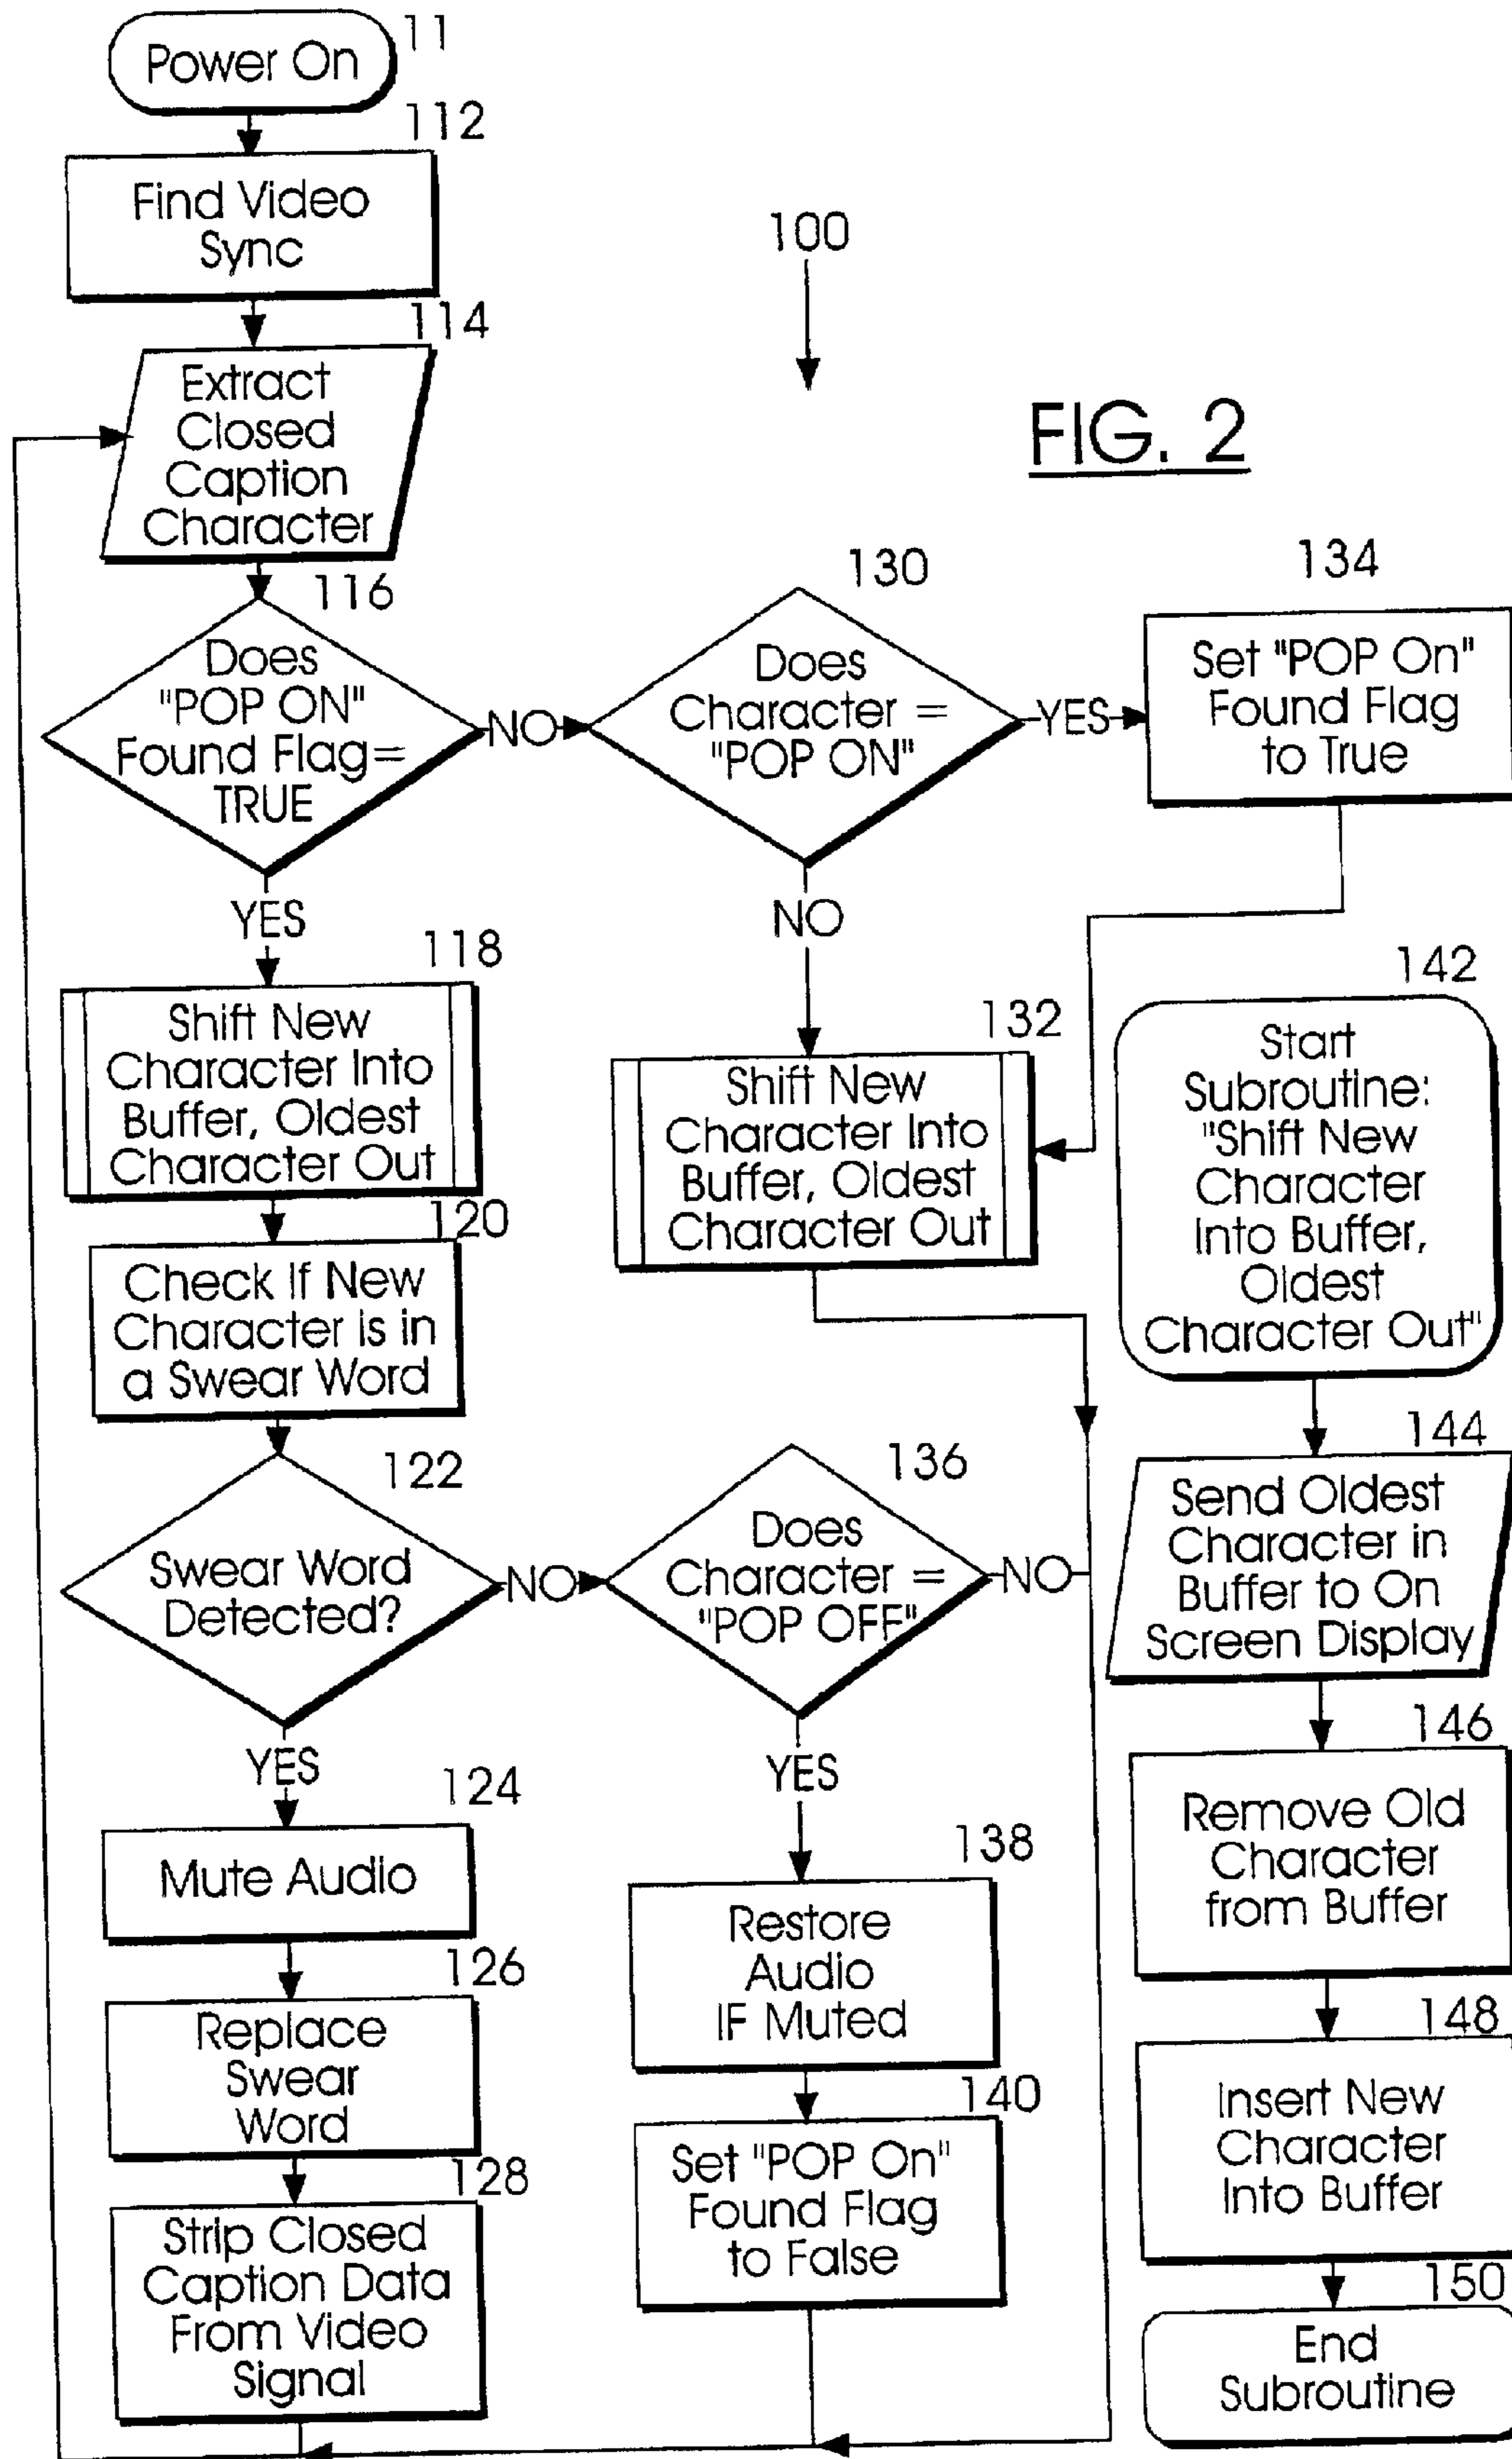 Power On
11
112
Find Video
Sync
114
Extract
Closed
Caption
Character
100
FIG. 2
116
Does
"POP ON"
Found Flag=
TRUE
NO
YES
130
Does
Character =
"POP ON"
YES
NO
134
Set "POP On"
Found Flag
to True
118
Shift New
Character Into
Buffer, Oldest
Character Out
132
Shift New
Character Into
Buffer, Oldest
Character Out
120
Check If New
Character is in
a Swear Word
122
Swear Word
Detected?
NO
YES
136
Does
Character =
"POP OFF"
NO
YES
124
Mute Audio
126
Replace
Swear
Word
128
Strip Closed
Caption Data
From Video
Signal
138
Restore
Audio
IF Muted
140
Set "POP On"
Found Flag
to False
142
Start
Subroutine:
"Shift New
Character
Into Buffer,
Oldest
Character Out"
144
Send Oldest
Character in
Buffer to On
Screen Display
146
Remove Old
Character
from Buffer
148
Insert New
Character
Into Buffer
150
End
Subroutine